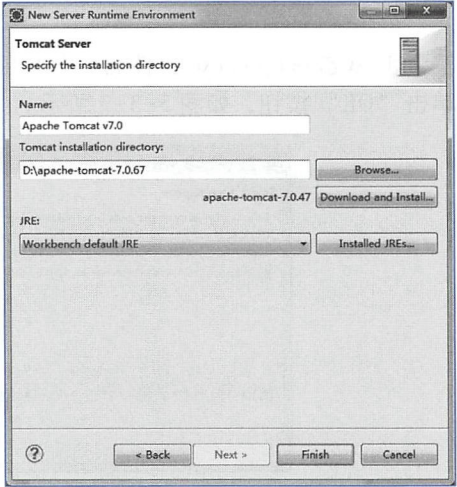 New Server Runtime Environment
Tomcat Server
Specify the installation directory
Name:
Apache Tomcat v7.0
Tomcat installation directory:
D:\apache-tomcat-7.0.67
Browse...
apache-tomcat-7.0.47 Download and Install...
JRE:
Workbench default JRE
Installed JREs...
< Back Next > Finish Cancel